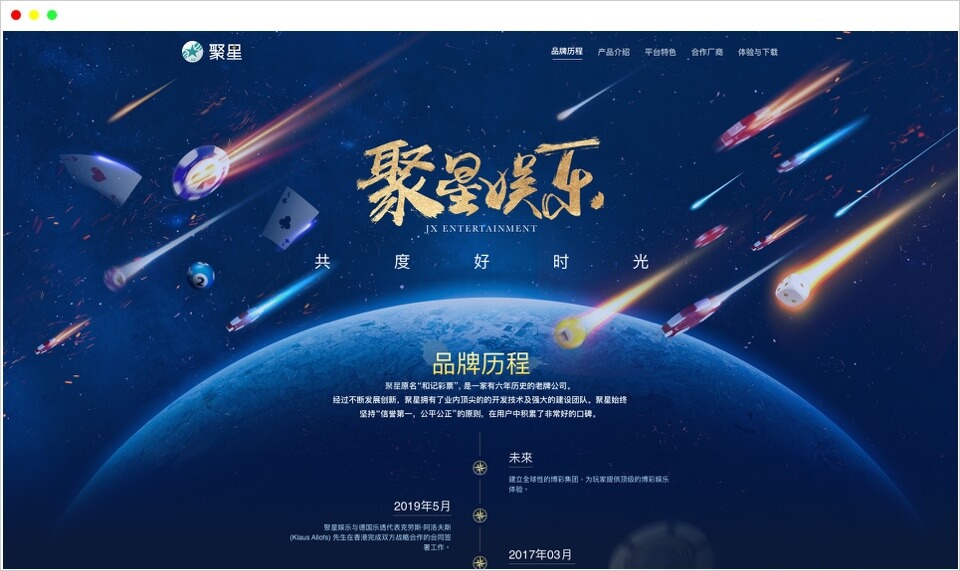 聚星
品牌历程 产品介绍 平台特色 合作厂商 体验与下载
聚星娱乐
JX ENTERTAINMENT
共度好时光
2
1
品牌历程
聚星原名“和记彩票”, 是一家有六年历史的老牌公司。
经过不断发展创新，聚星拥有了业内顶尖的的开发技术及强大的建设团队。聚星始终
坚持“信誉第一，公平公正”的原则，在用户中积累了非常好的口碑。
未来
建立全球性的博彩集团，为玩家提供顶级的博彩娱乐
体验。
2019年5月
聚星娱乐与德国乐透代表克劳斯·阿洛夫斯
(Klaus Allofs) 先生在香港完成双方战略合作的合同签
署工作。
2017年03月